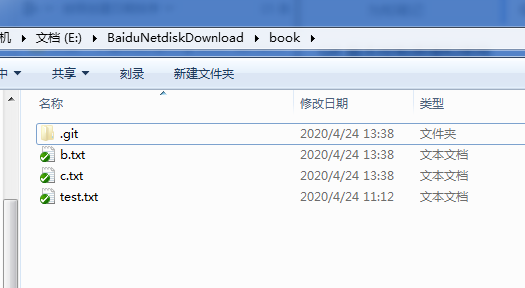 机 ▸ 文档 (E:) ▸ BaiduNetdiskDownload ▸ book ▸
中 ▼ 共享 ▼ 刻录 新建文件夹
名称 修改日期 类型
.git 2020/4/24 13:38 文件夹
b.txt 2020/4/24 13:38 文本文档
c.txt 2020/4/24 13:38 文本文档
test.txt 2020/4/24 11:12 文本文档